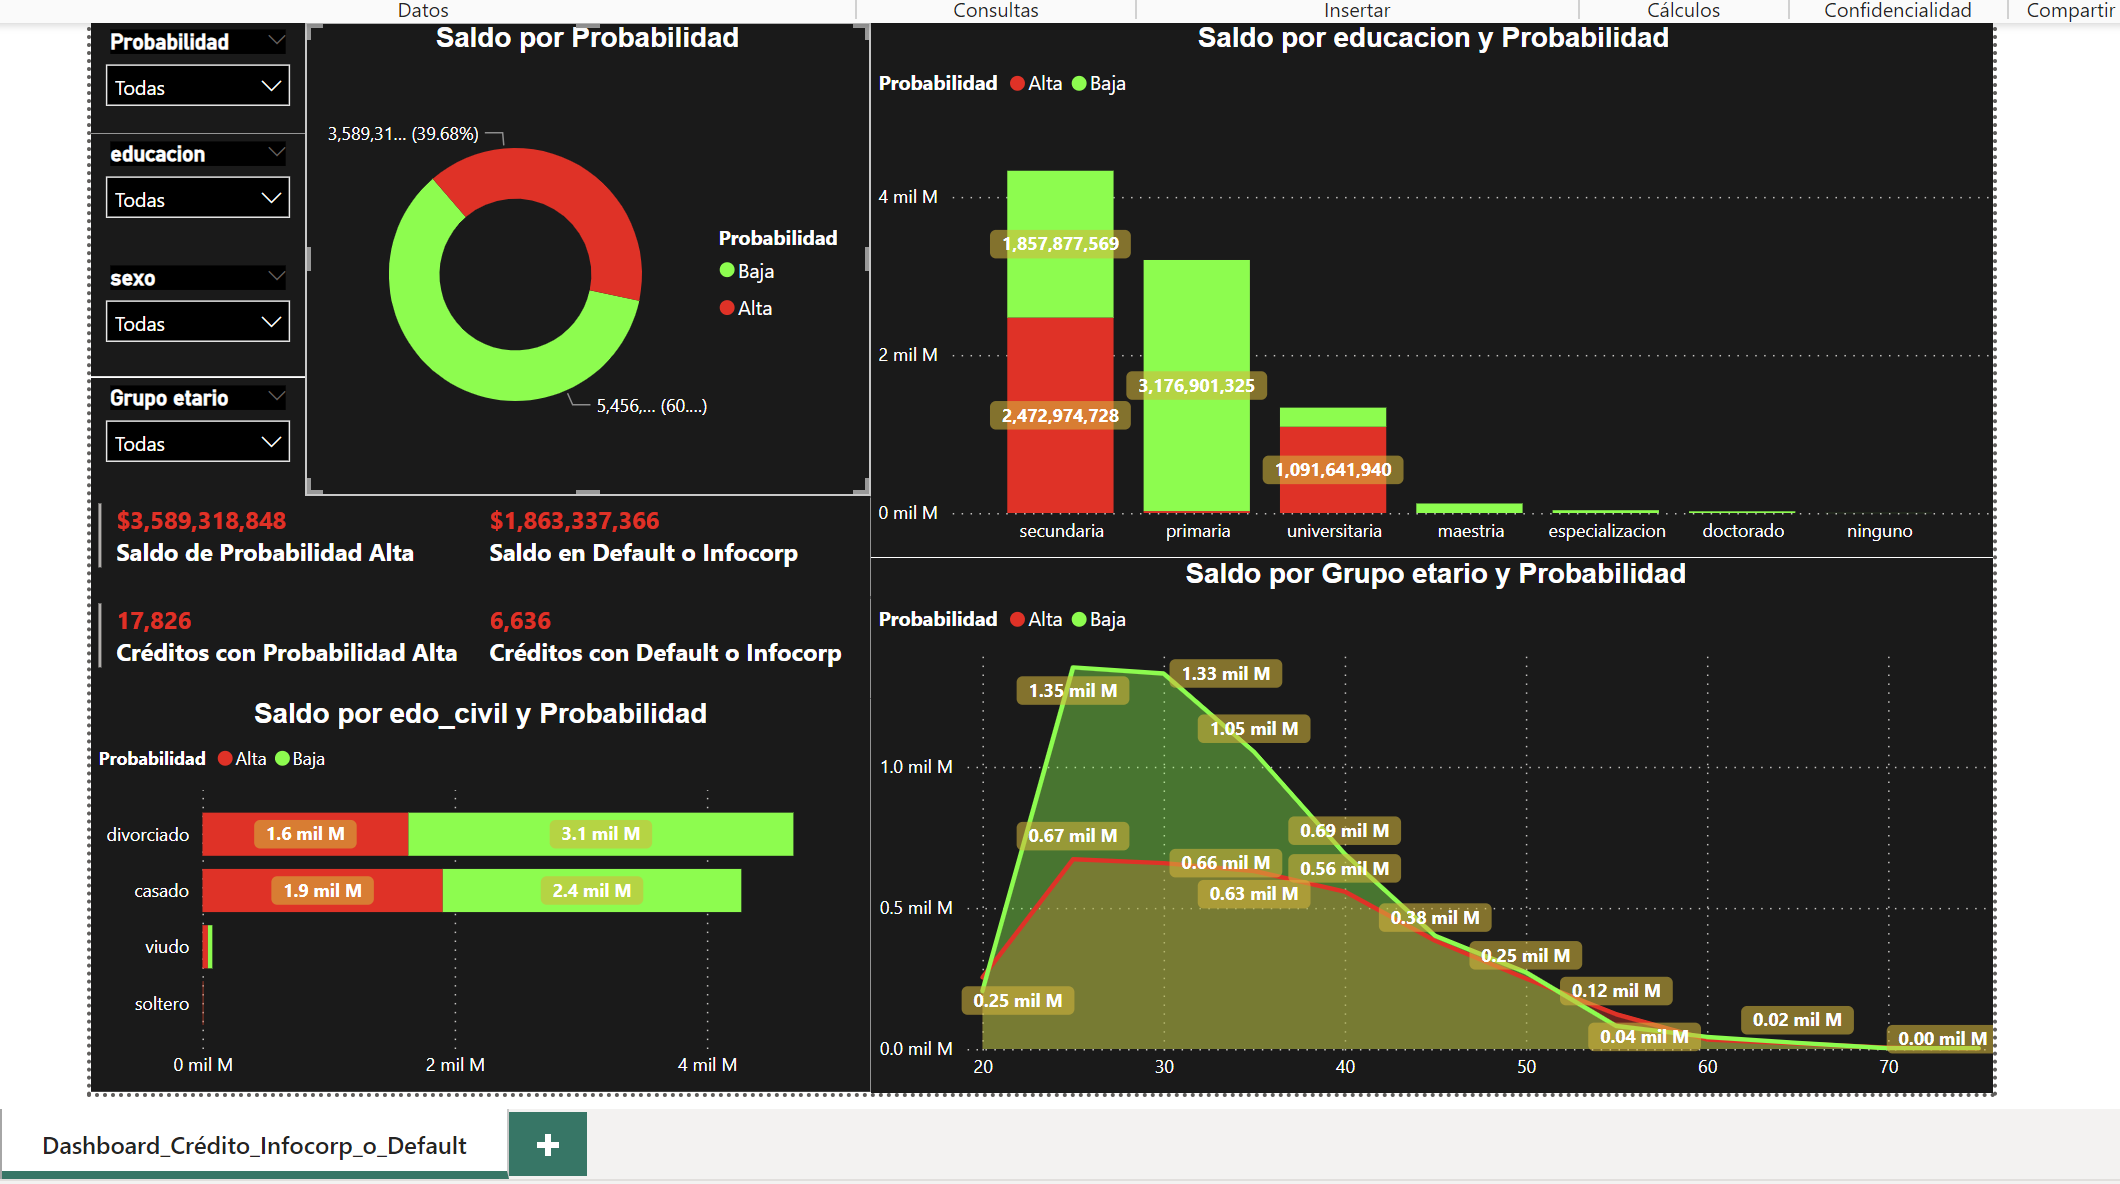 Datos
Consultas
Insertar
Cálculos
Confidencialidad
Compartir
Probabilidad
Todas
educacion
Todas
sexo
Todas
Grupo etario
Todas
Saldo por Probabilidad
3,589,31... (39.68%)
5,456,... (60....)
Probabilidad
Baja
Alta
Saldo por educacion y Probabilidad
Probabilidad Alta Baja
4 mil M
2 mil M
0 mil M
1,857,877,569
2,472,974,728
3,176,901,325
1,091,641,940
secundaria primaria universitaria maestria especializacion doctorado ninguno
$3,589,318,848
Saldo de Probabilidad Alta
$1,863,337,366
Saldo en Default o Infocorp
17,826
Créditos con Probabilidad Alta
6,636
Créditos con Default o Infocorp
Saldo por edo_civil y Probabilidad
Probabilidad Alta Baja
divorciado 1.6 mil M 3.1 mil M
casado 1.9 mil M 2.4 mil M
viudo
soltero
0 mil M 2 mil M 4 mil M
Saldo por Grupo etario y Probabilidad
Probabilidad Alta Baja
1.0 mil M
0.5 mil M
0.0 mil M
1.35 mil M
1.33 mil M
1.05 mil M
0.69 mil M
0.67 mil M
0.66 mil M
0.63 mil M
0.56 mil M
0.38 mil M
0.25 mil M
0.25 mil M
0.12 mil M
0.04 mil M
0.02 mil M
0.00 mil M
20 30 40 50 60 70
Dashboard_Crédito_Infocorp_o_Default
+